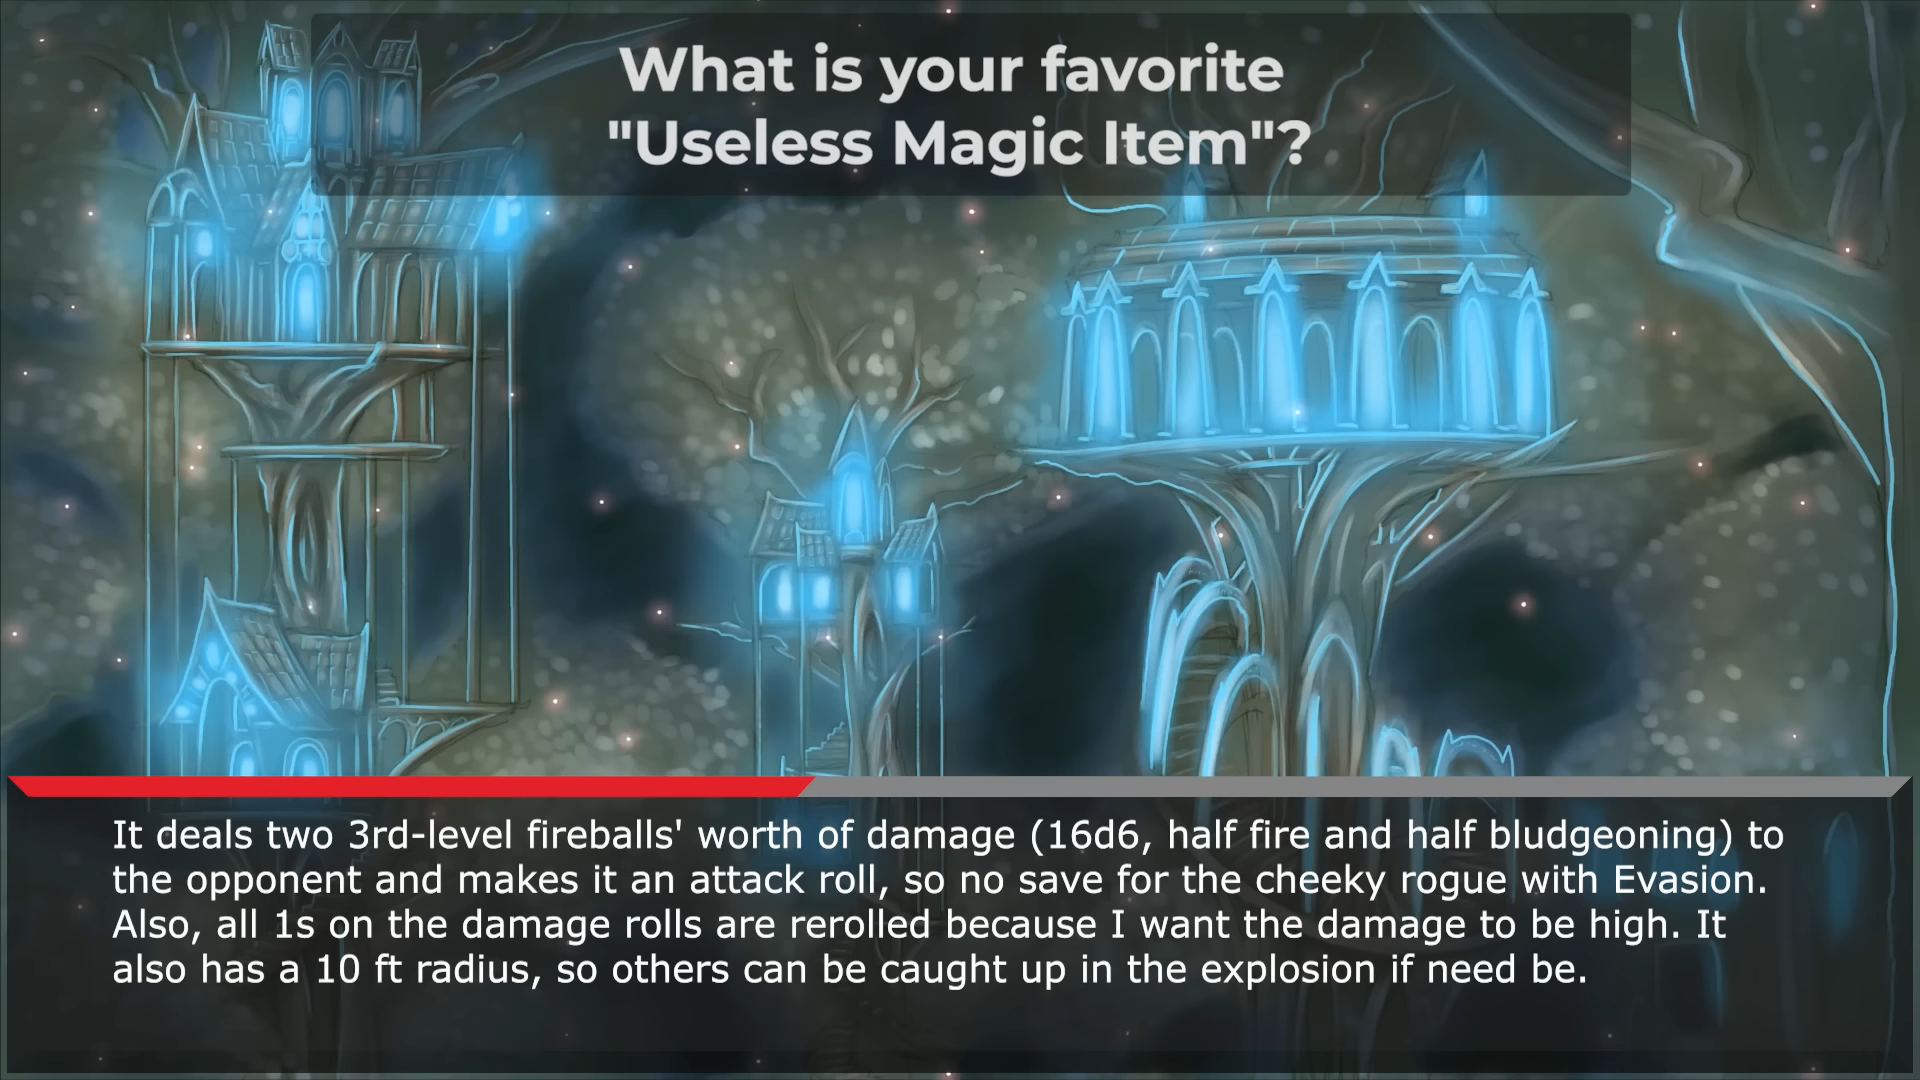 What is your favorite
"Useless Magic Item"?
It deals two 3rd-level fireballs' worth of damage (16d6, half fire and half bludgeoning) to
the opponent and makes it an attack roll, so no save for the cheeky rogue with Evasion.
Also, all 1s on the damage rolls are rerolled because I want the damage to be high. It
also has a 10 ft radius, so others can be caught up in the explosion if need be.